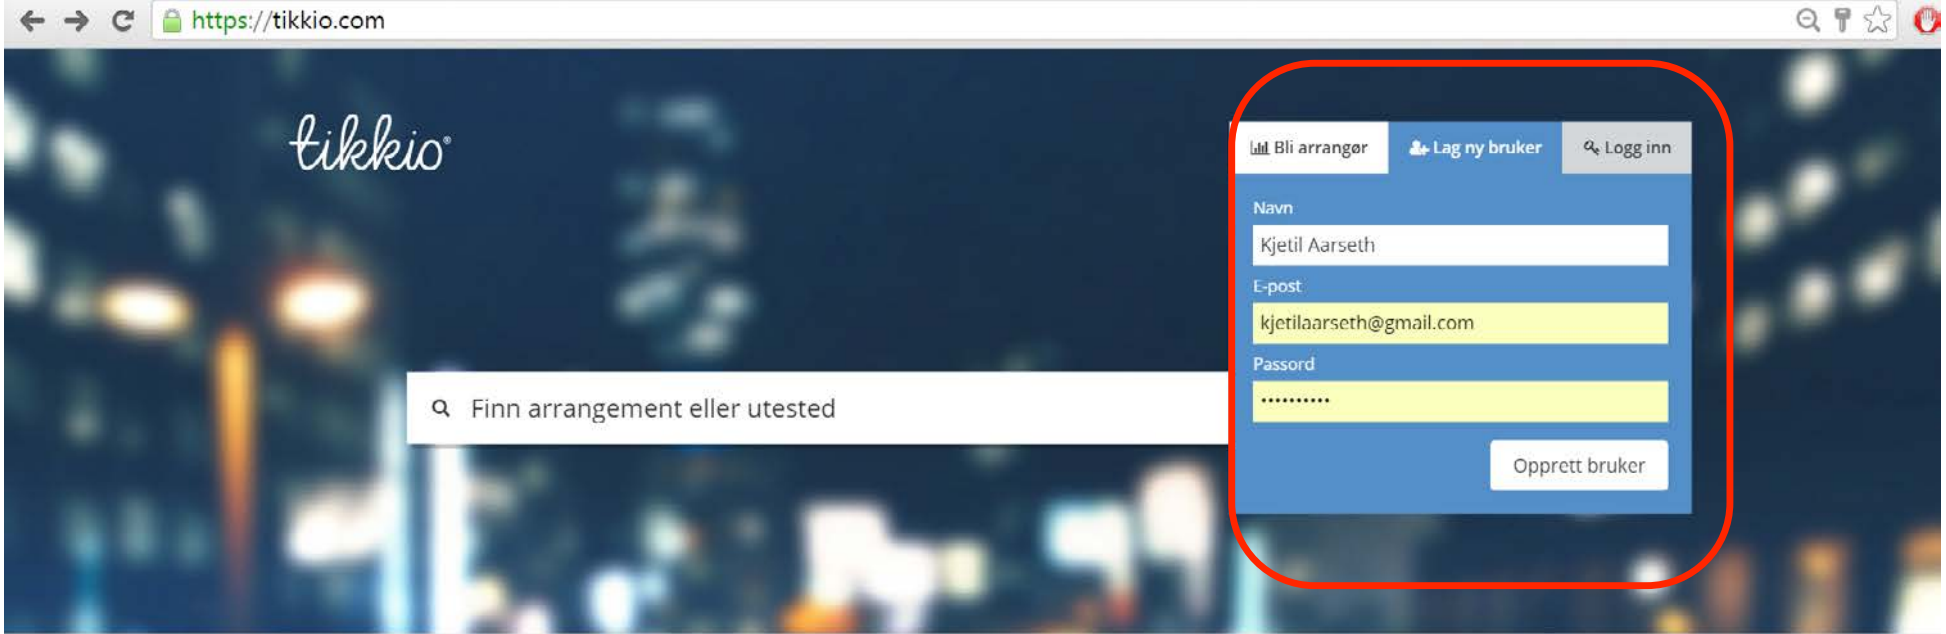 https://tikkio.com
tikkio®
Bli arrangør
Lag ny bruker
Logg inn
Navn
Kjetil Aarseth
E-post
kjetilaarseth@gmail.com
Passord
••••••••••
Finn arrangement eller utested
Opprett bruker